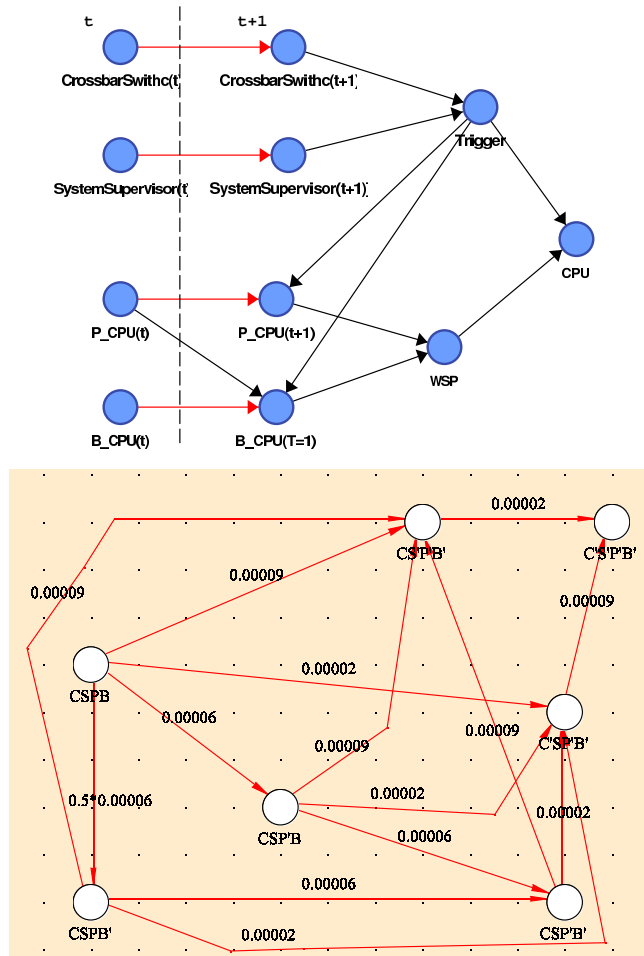 t t+1
CrossbarSwithc(t) CrossbarSwithc(t+1)
Trigger
SystemSupervisor(t) SystemSupervisor(t+1)
CPU
P_CPU(t) P_CPU(t+1)
WSP
B_CPU(t) B_CPU(T=1)
0.00002
CS'P'B' C'S'P'B'
0.00009 0.00009 0.00009
CSPB
0.00002
0.00006 0.00009 0.00009 C'SP'B'
0.5*0.00006 0.00002 0.00002
CSP'B 0.00006
0.00006
CSPB' CSP'B'
0.00002